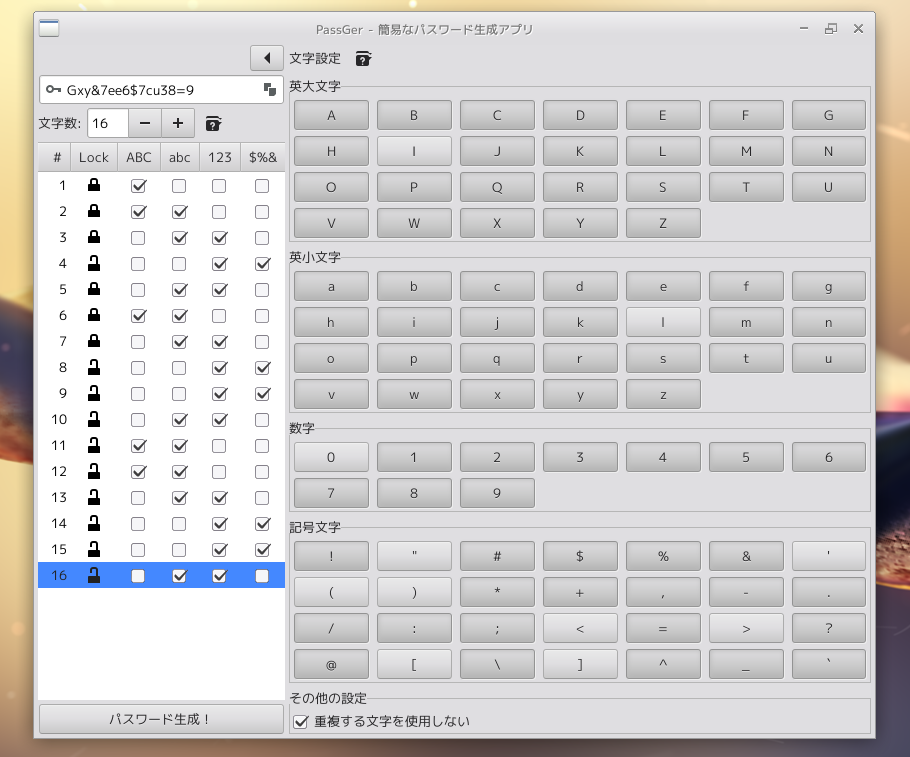 PassGer - 簡易なパスワード生成アプリ
Gxy&7ee6$7cu38=9
文字数: 16 − +
# Lock ABC abc 123 $%&
1
2
3
4
5
6
7
8
9
10
11
12
13
14
15
16
パスワード生成！
文字設定
英大文字
A B C D E F G
H I J K L M N
O P Q R S T U
V W X Y Z
英小文字
a b c d e f g
h i j k l m n
o p q r s t u
v w x y z
数字
0 1 2 3 4 5 6
7 8 9
記号文字
! " # $ % & '
( ) * + , - .
/ : ; < = > ?
@ [ \ ] ^ _ `
その他の設定
重複する文字を使用しない